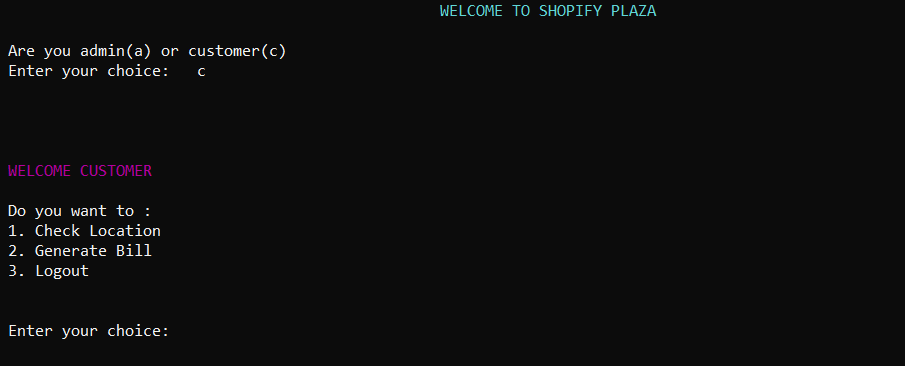 WELCOME TO SHOPIFY PLAZA
Are you admin(a) or customer(c)
Enter your choice:   c
WELCOME CUSTOMER
Do you want to :
1. Check Location
2. Generate Bill
3. Logout
Enter your choice: